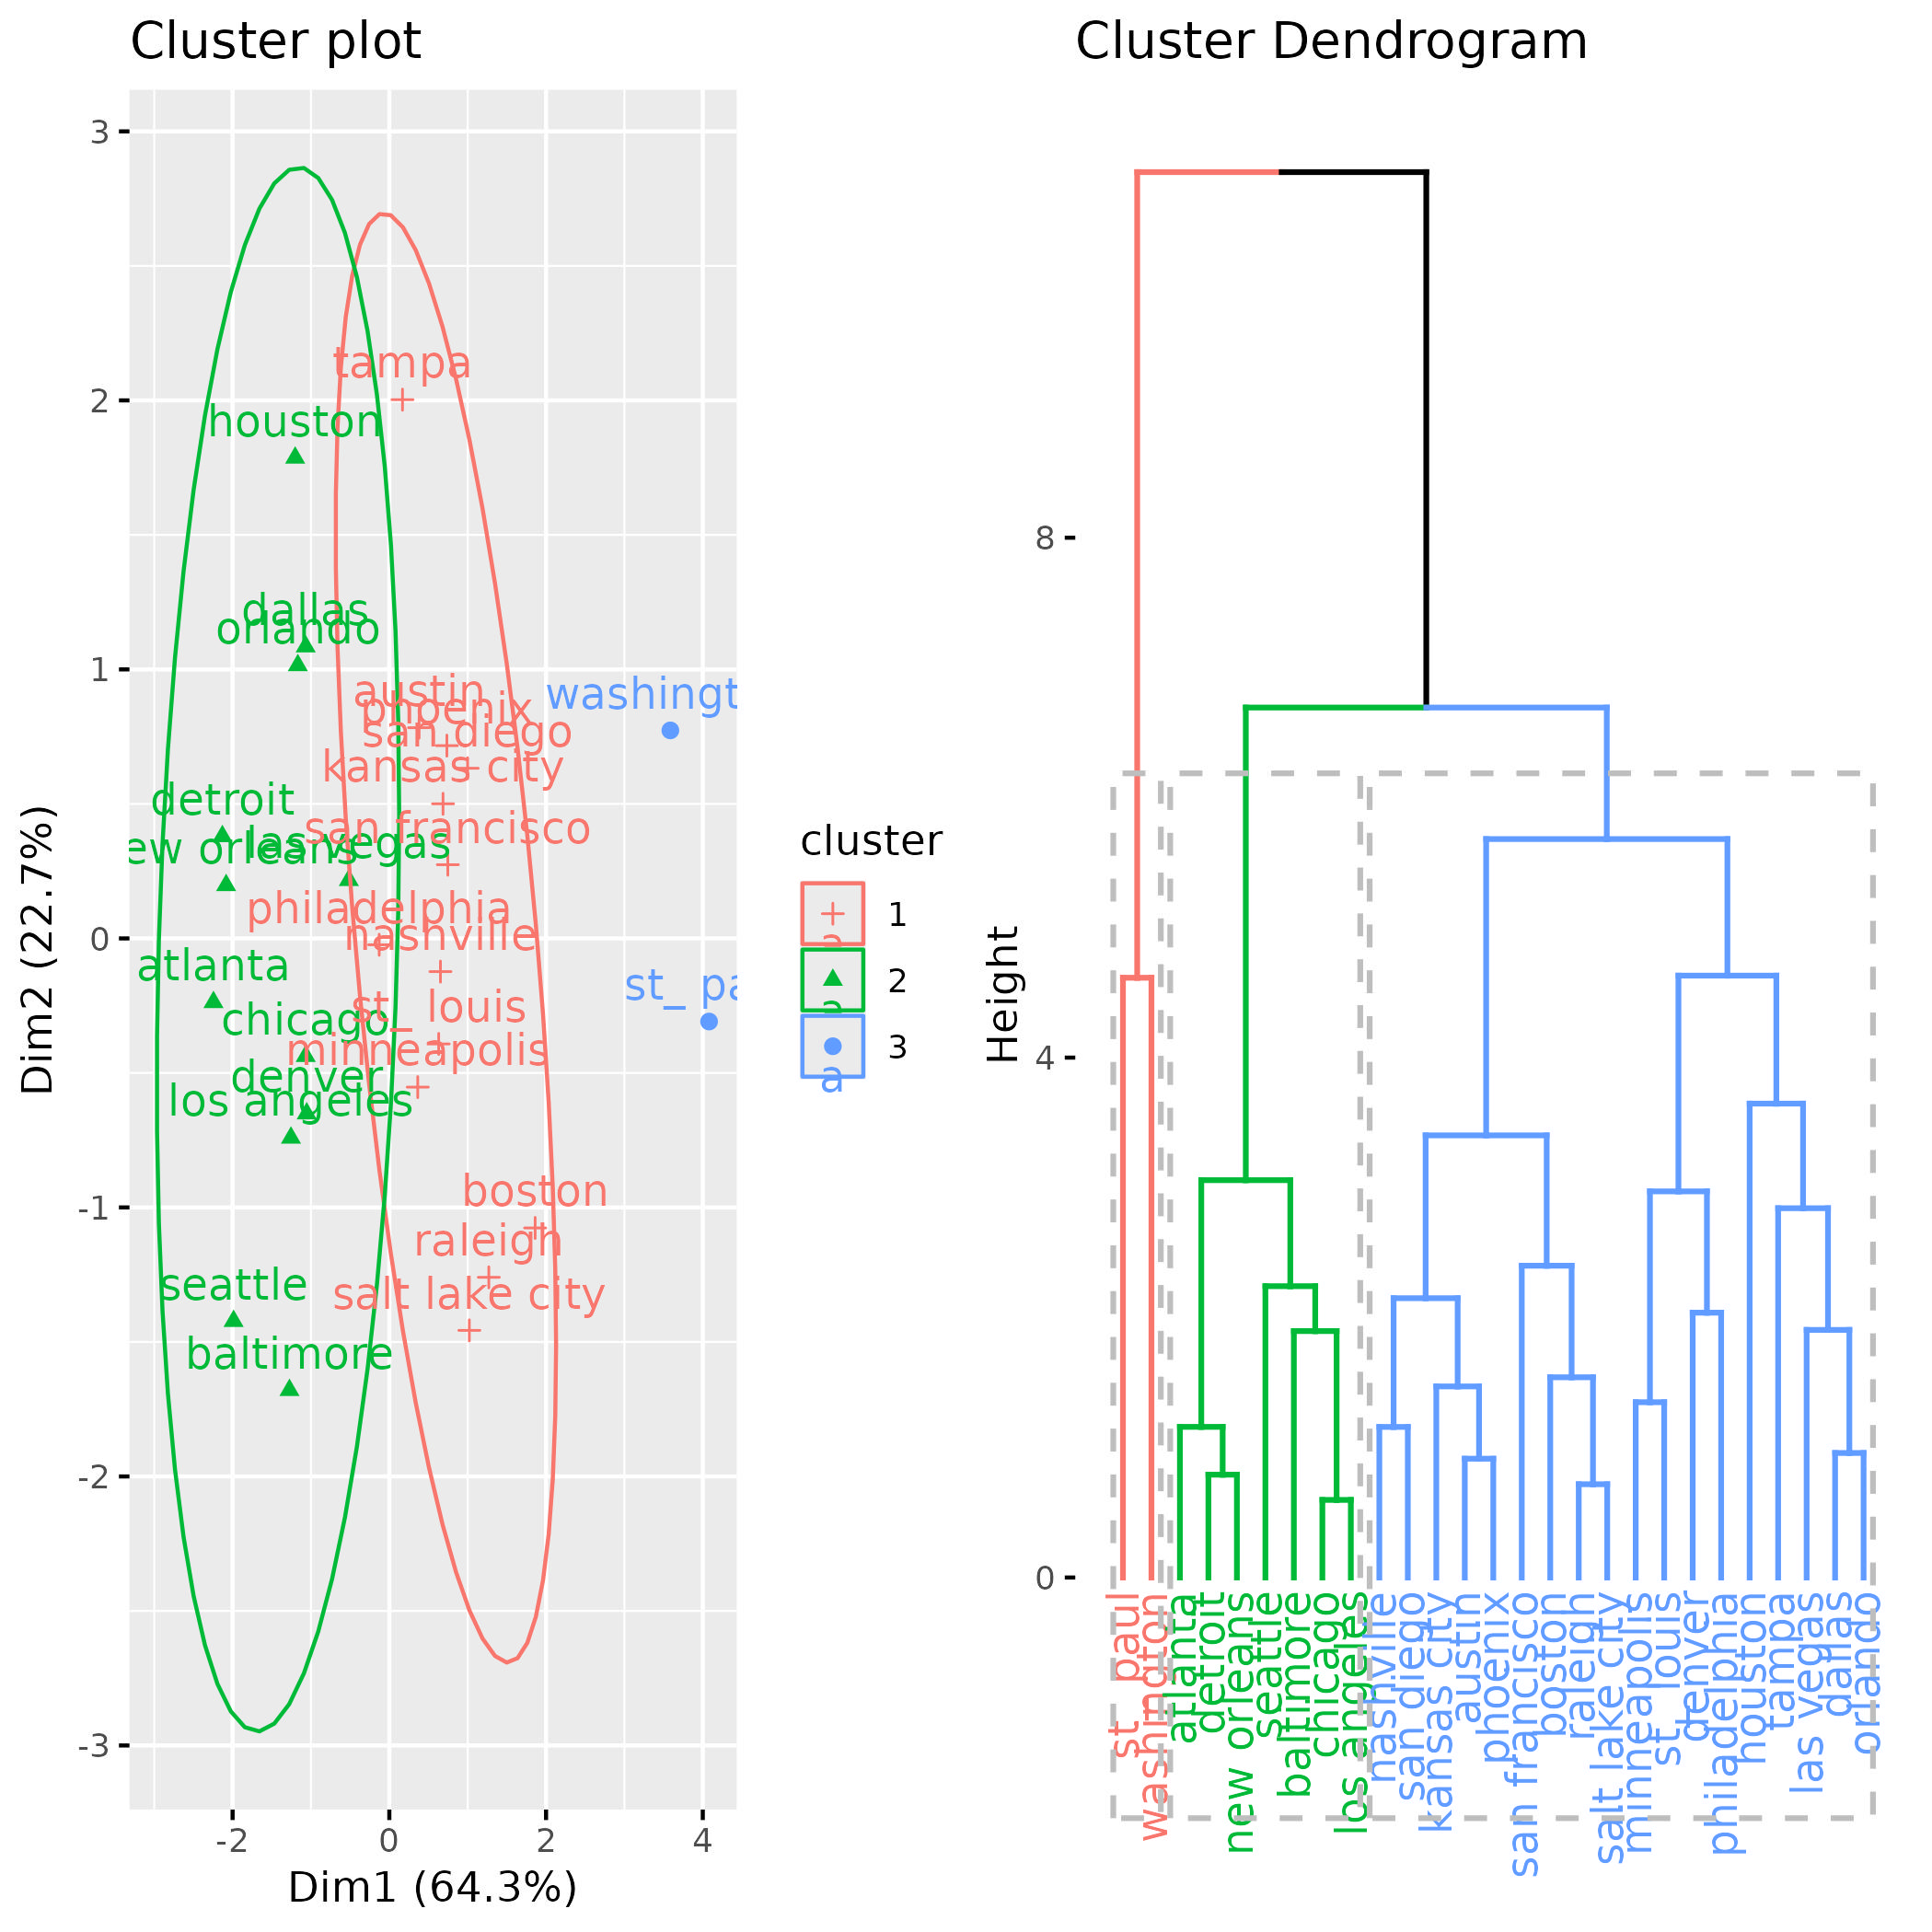 Cluster plot
3
2
1
0
-1
-2
-3
Dim2 (22.7%)
tampa
houston
dallas
orlando
austin
phoenix
washingt
san diego
kansas city
detroit
san francisco
ew orleans
las vegas
philadelphia
nashville
atlanta
st_ pa
st_ louis
chicago
minneapolis
denver
los angeles
boston
raleigh
seattle
salt lake city
baltimore
-2
0
2
4
Dim1 (64.3%)
cluster
a
1
a
2
a
3
Cluster Dendrogram
Height
8
4
0
st_ paul
washington
atlanta
detroit
new orleans
seattle
baltimore
chicago
los angeles
nashville
san diego
kansas city
austin
phoenix
san francisco
boston
raleigh
salt lake city
minneapolis
st_ louis
denver
philadelphia
houston
tampa
las vegas
dallas
orlando